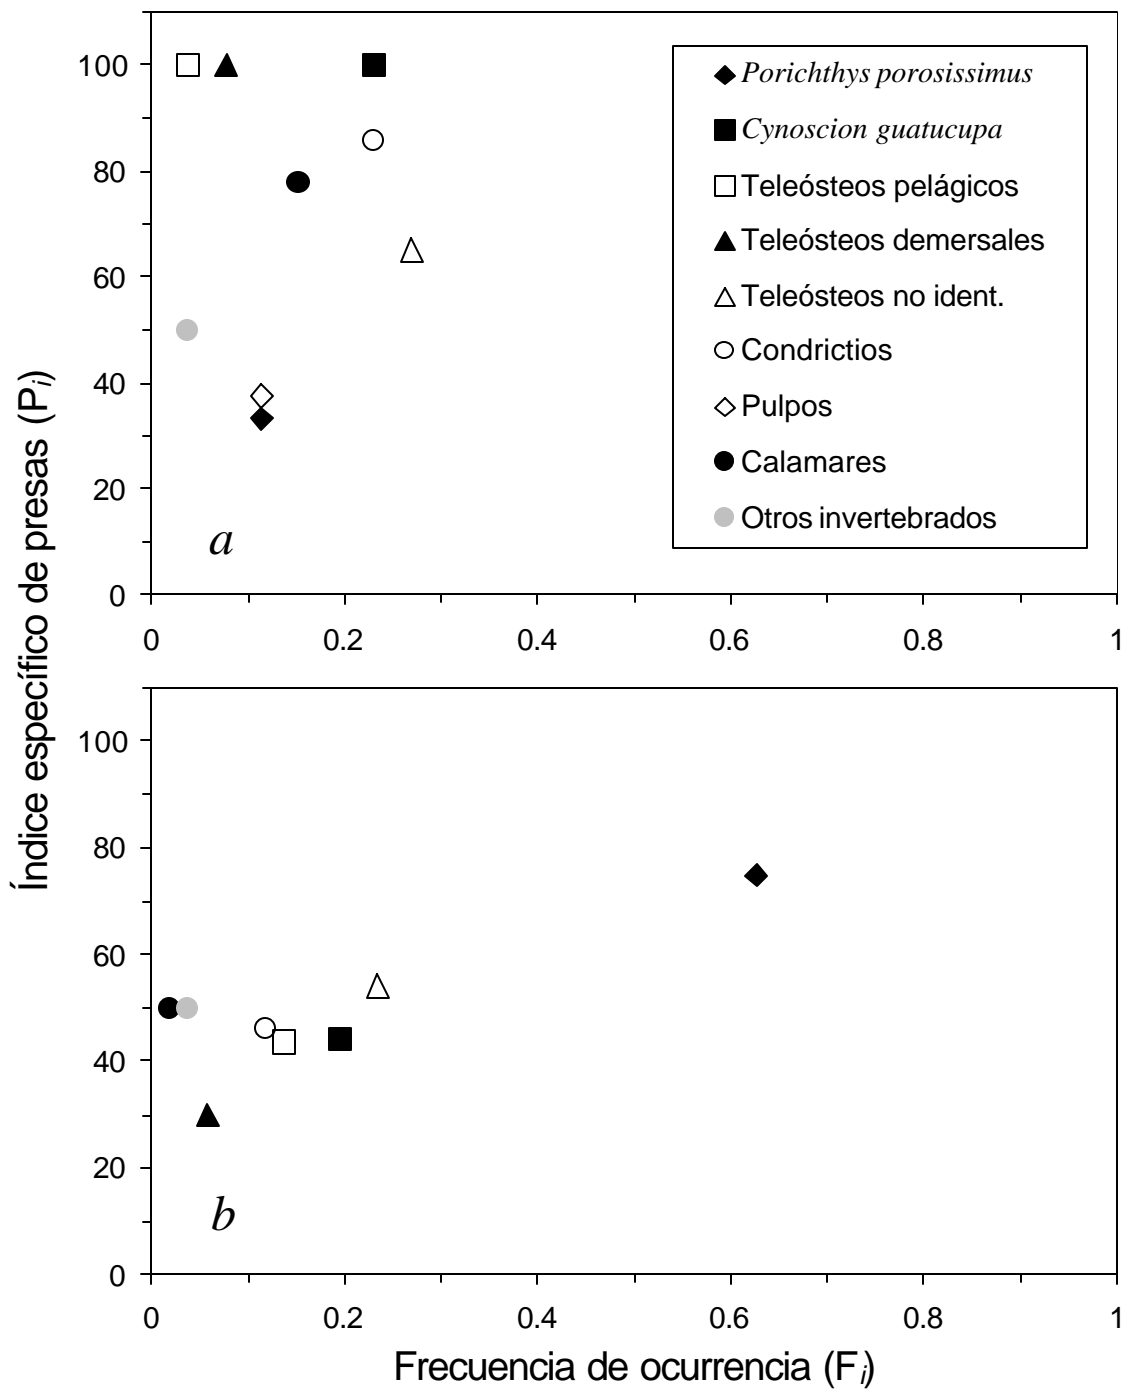 Índice específico de presas (Pi)
100
80
60
40
20
0
a
Porichthys porosissimus
Cynoscion guatucupa
Teleósteos pelágicos
Teleósteos demersales
Teleósteos no ident.
Condrictios
Pulpos
Calamares
Otros invertebrados
0 0.2 0.4 0.6 0.8 1
100
80
60
40
20
0
b
0 0.2 0.4 0.6 0.8 1
Frecuencia de ocurrencia (Fi)